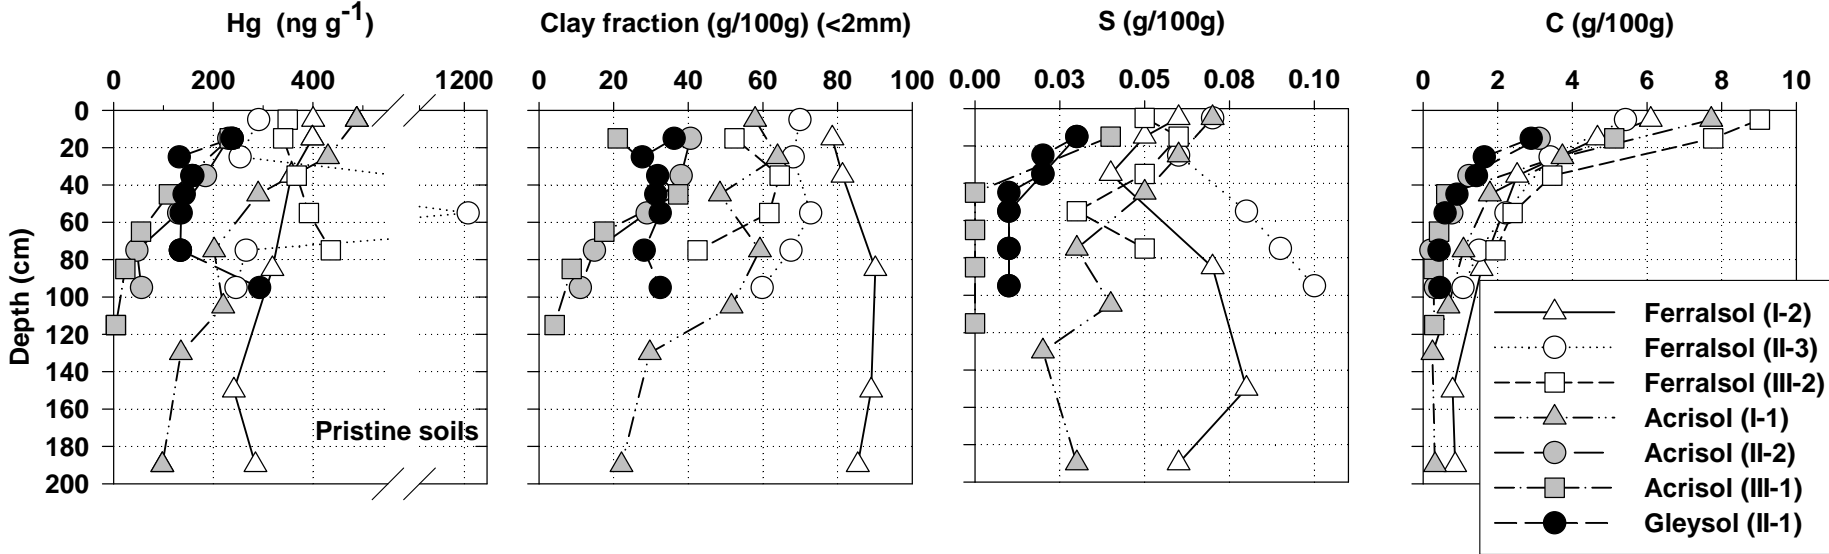 Hg (ng g-1)
Clay fraction (g/100g) (<2mm)
S (g/100g)
C (g/100g)
0 200 400 1200
0 20 40 60 80 100
0.00 0.03 0.05 0.08 0.10
0 2 4 6 8 10
Depth (cm)
0
20
40
60
80
100
120
140
160
180
200
Pristine soils
Ferralsol (I-2)
Ferralsol (II-3)
Ferralsol (III-2)
Acrisol (I-1)
Acrisol (II-2)
Acrisol (III-1)
Gleysol (II-1)